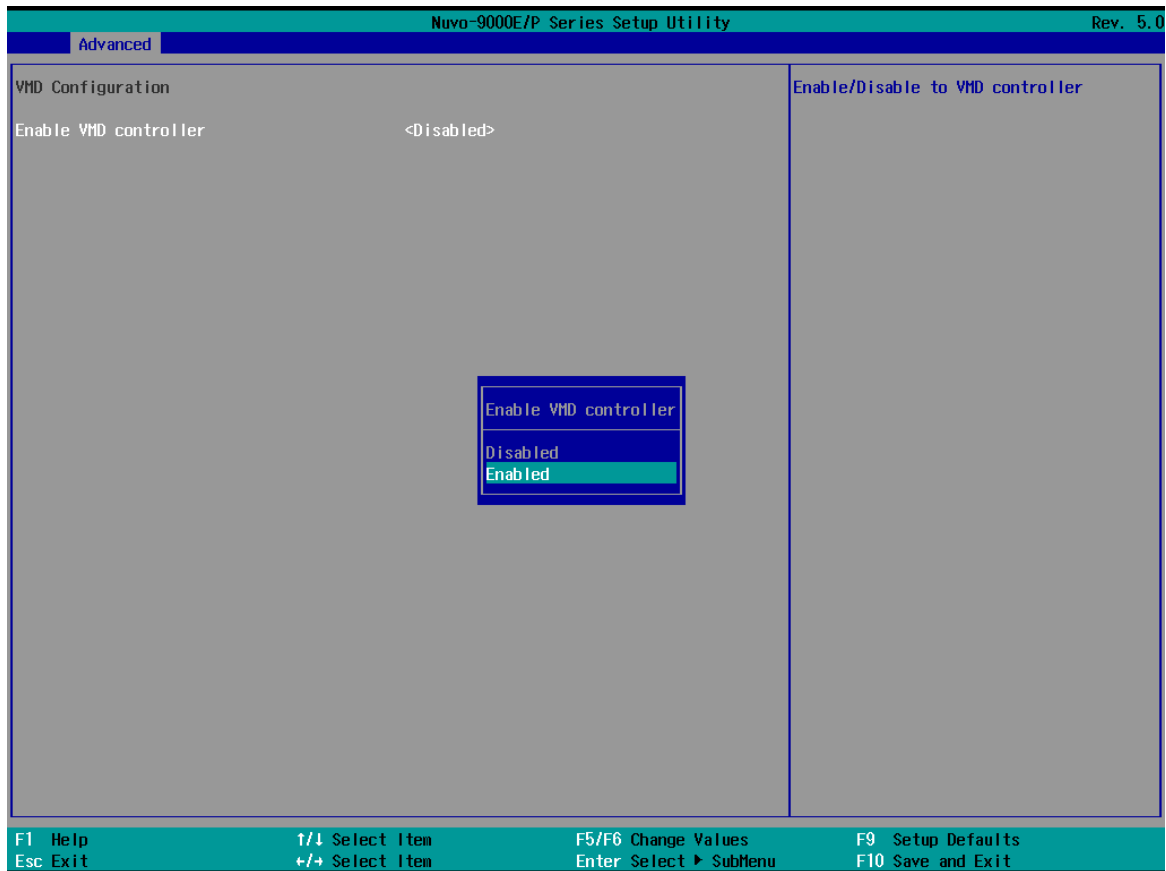 Nuvo-9000E/P Series Setup Utility Rev. 5.0
Advanced
VMD Configuration
Enable/Disable to VMD controller
Enable VMD controller <Disabled>
Enable VMD controller
Disabled
Enabled
F1 Help ↑/↓ Select Item F5/F6 Change Values F9 Setup Defaults
Esc Exit ←/→ Select Item Enter Select ▶ SubMenu F10 Save and Exit